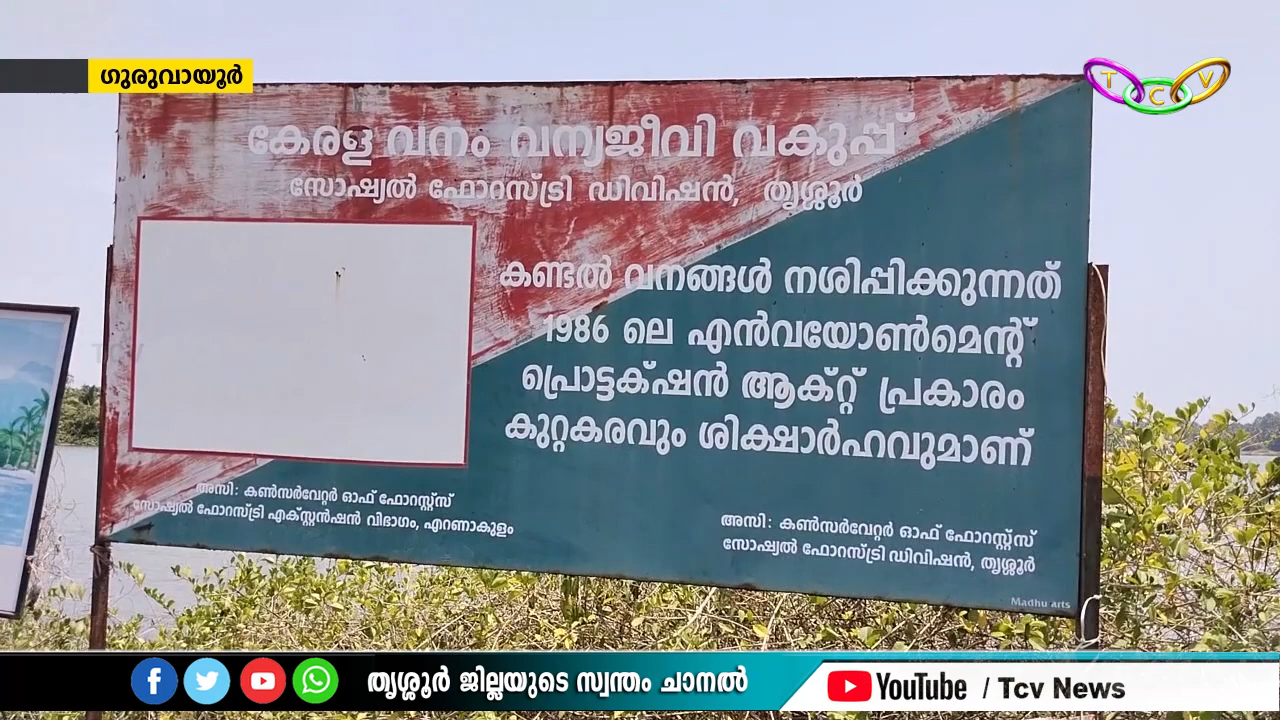 ഗുരുവായൂർ
TCV
കേരള വനം വന്യജീവി വകുപ്പ്
സോഷ്യൽ ഫോറസ്ട്രി ഡിവിഷൻ, തൃശ്ശൂർ
കണ്ടൽ വനങ്ങൾ നശിപ്പിക്കുന്നത്
1986 ലെ എൻവയോൺമെന്റ്
പ്രൊട്ടക്ഷൻ ആക്റ്റ് പ്രകാരം
കുറ്റകരവും ശിക്ഷാർഹവുമാണ്
അസി: കൺസർവേറ്റർ ഓഫ് ഫോറസ്റ്റ്സ്
സോഷ്യൽ ഫോറസ്ട്രി എക്സ്റ്റൻഷൻ വിഭാഗം, എറണാകുളം
അസി: കൺസർവേറ്റർ ഓഫ് ഫോറസ്റ്റ്സ്
സോഷ്യൽ ഫോറസ്ട്രി ഡിവിഷൻ, തൃശ്ശൂർ
Madhu arts
തൃശ്ശൂർ ജില്ലയുടെ സ്വന്തം ചാനൽ
YouTube / Tcv News